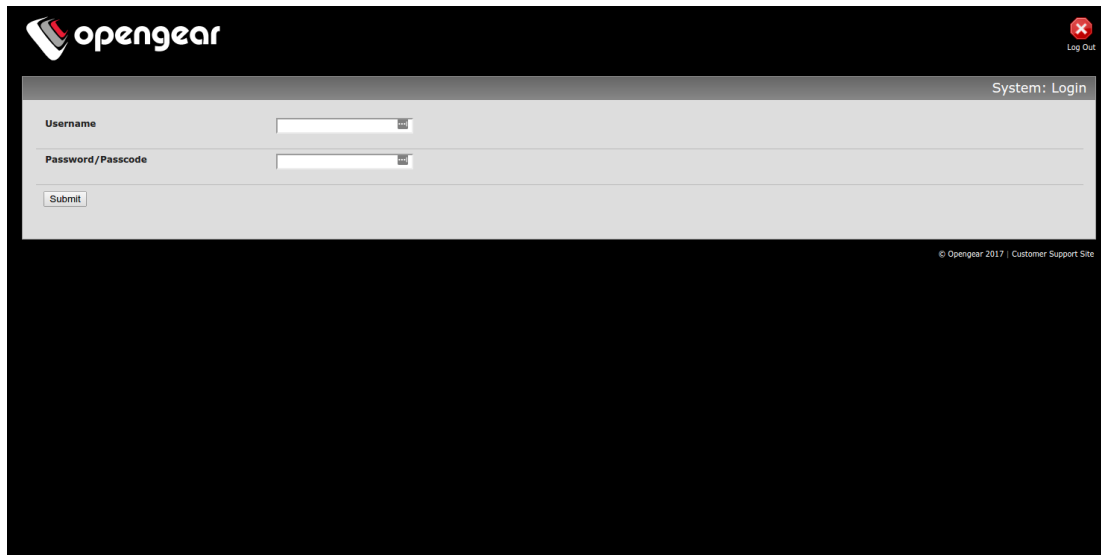 opengear
Log Out
System: Login
Username
Password/Passcode
Submit
© Opengear 2017 | Customer Support Site